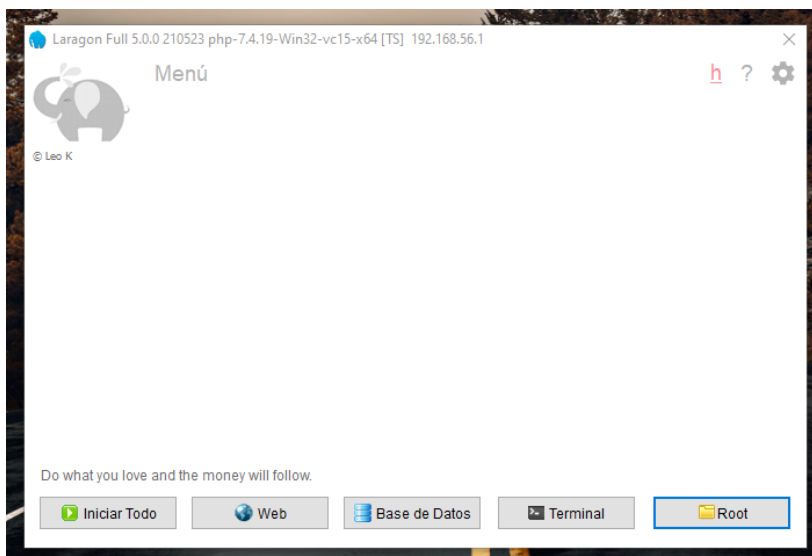 Laragon Full 5.0.0 210523 php-7.4.19-Win32-vc15-x64 [TS] 192.168.56.1
Menú
h ?
© Leo K
Do what you love and the money will follow.
Iniciar Todo Web Base de Datos Terminal Root